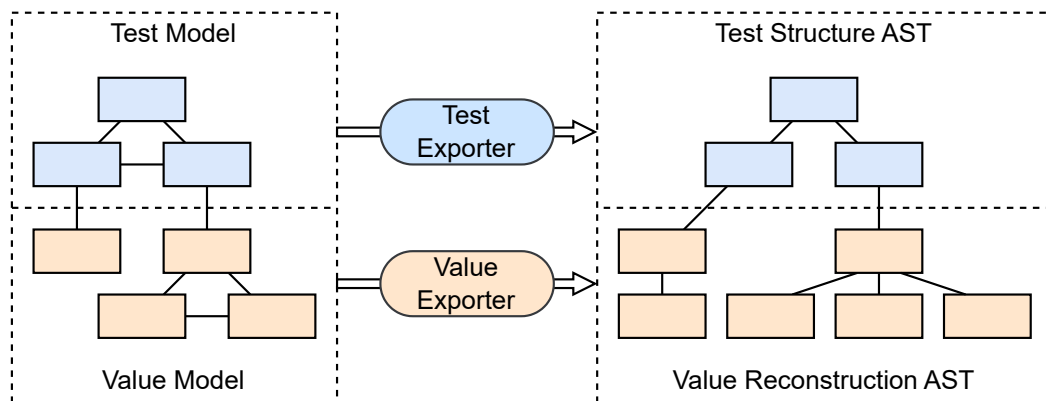 Test Model
Test Structure AST
Test
Exporter
Value
Exporter
Value Model
Value Reconstruction AST